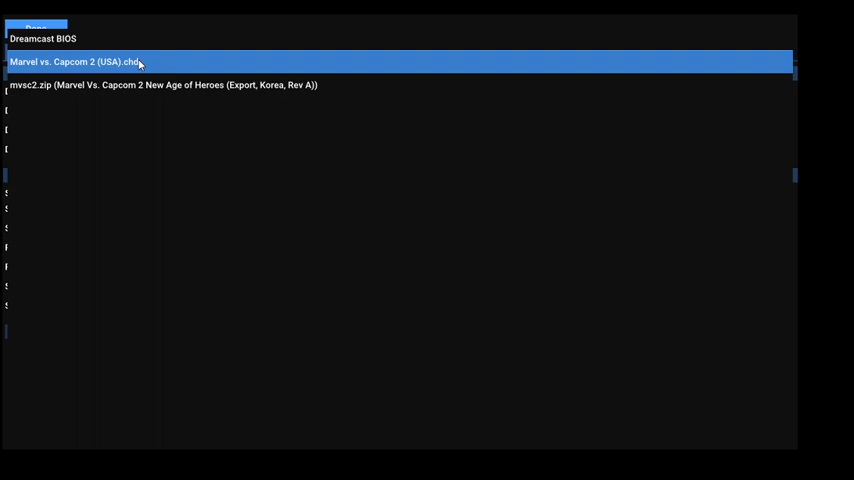 Done
Dreamcast BIOS
Marvel vs. Capcom 2 (USA).chd
mvsc2.zip (Marvel Vs. Capcom 2 New Age of Heroes (Export, Korea, Rev A))